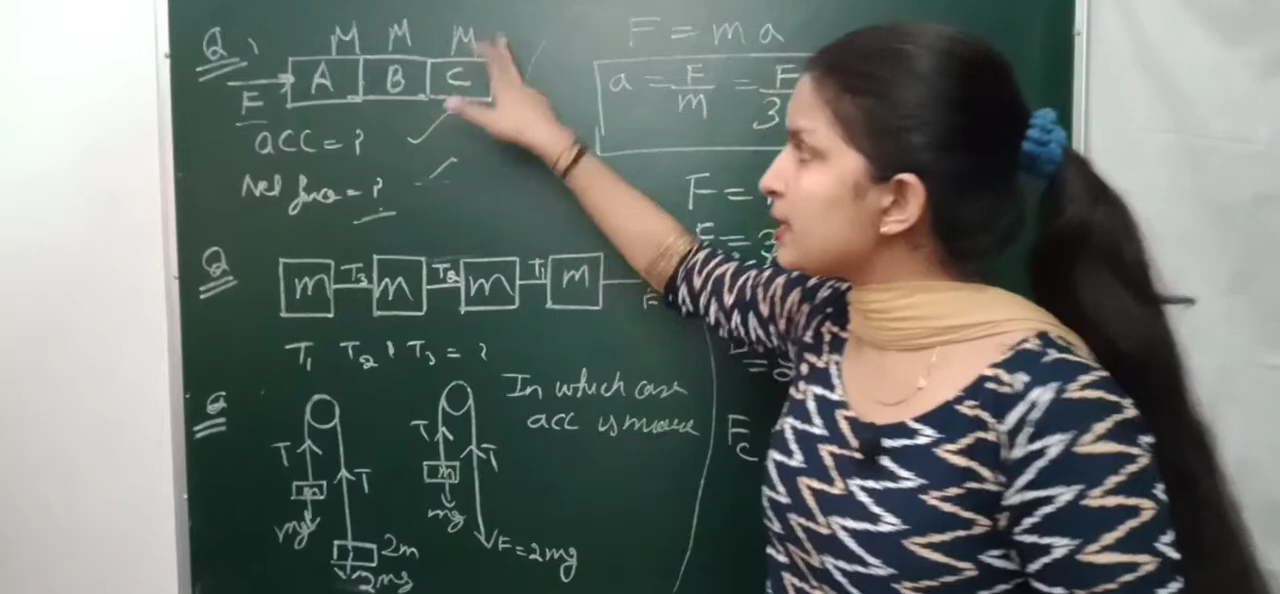 Q
M M M
A B C
F
acc = ?
Net force = ?
Q
m T3 m T2 m T1 m
F
T1 T2, T3 = ?
Q
T T
m
mg
2m
2mg
T T
m
mg
F = 2mg
In which case
acc is more
F = ma
a = F/m = F/3
F =
= 3
Fc